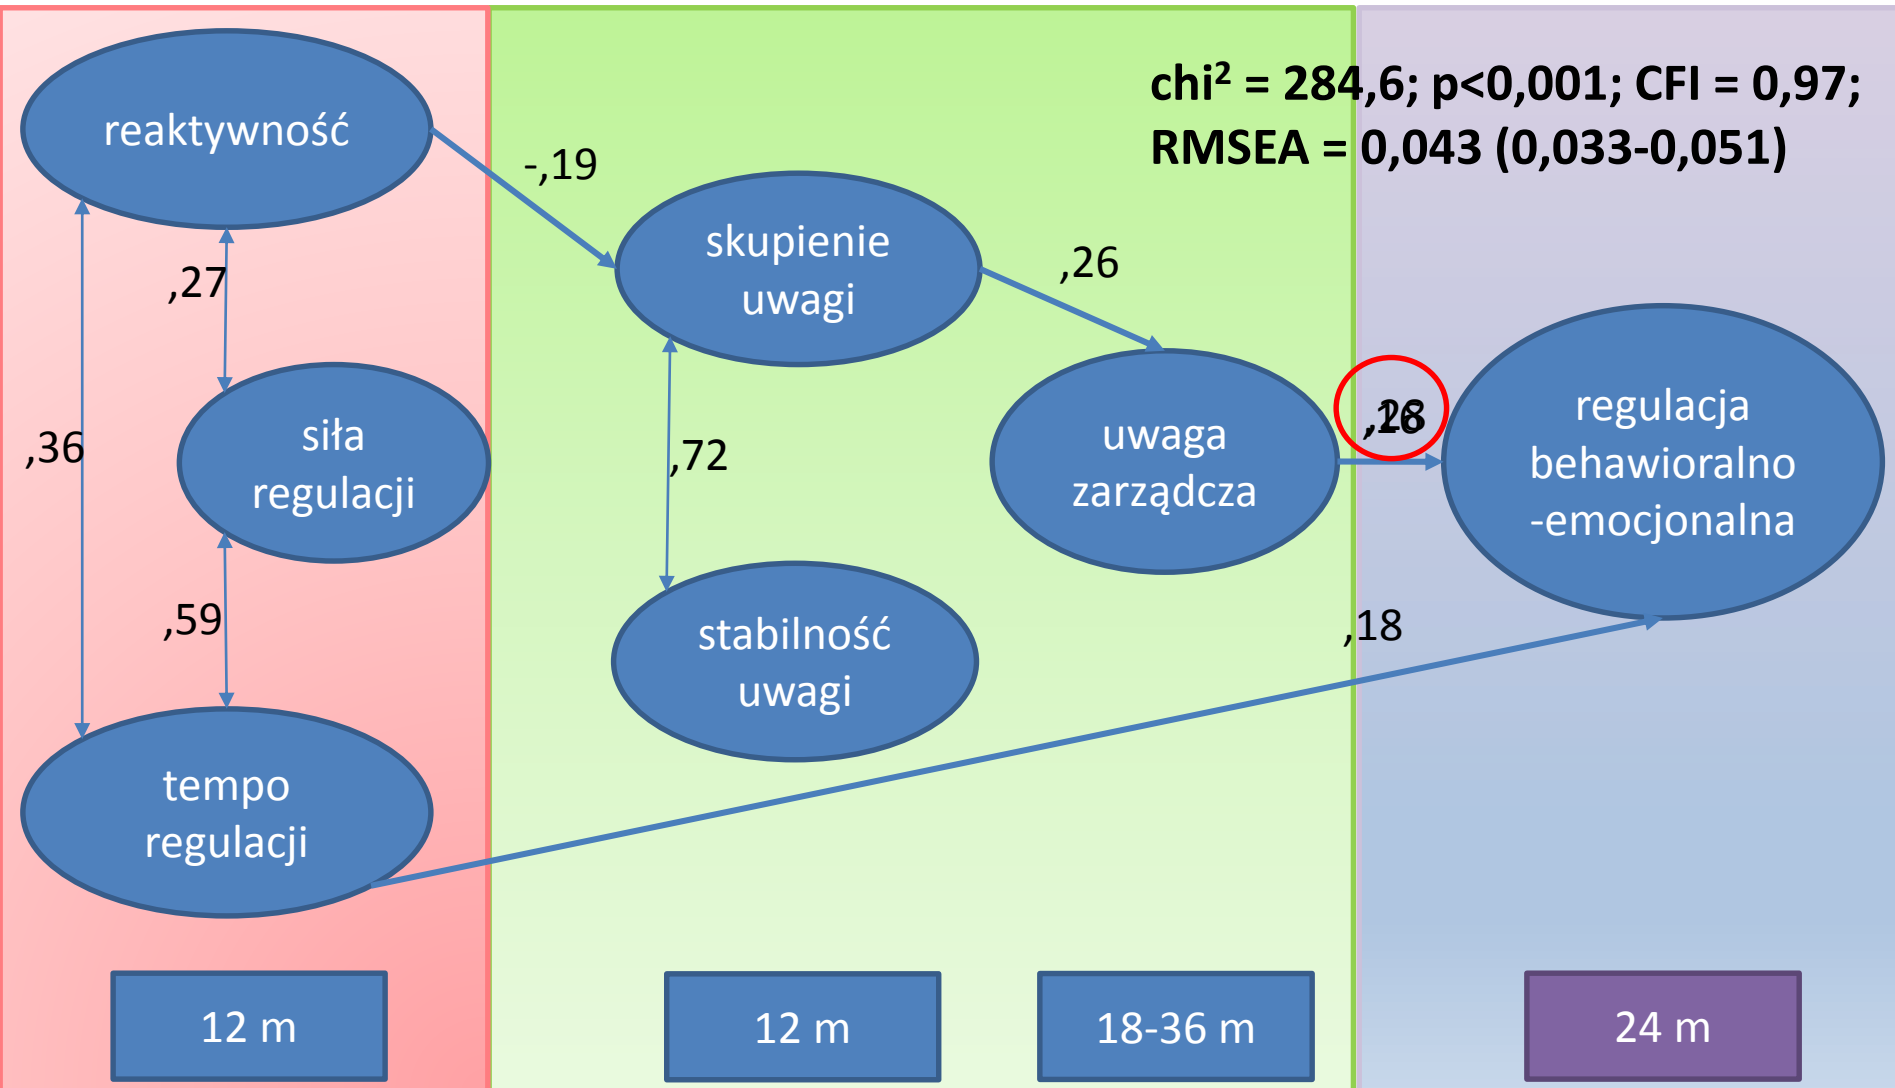 chi² = 284,6; p<0,001; CFI = 0,97;
RMSEA = 0,043 (0,033-0,051)
reaktywność
-,19
skupienie
uwagi
,26
,27
,36
siła
regulacji
,72
uwaga
zarządcza
regulacja
behawioralno
-emocjonalna
,59
stabilność
uwagi
,18
tempo
regulacji
12 m
12 m
18-36 m
24 m